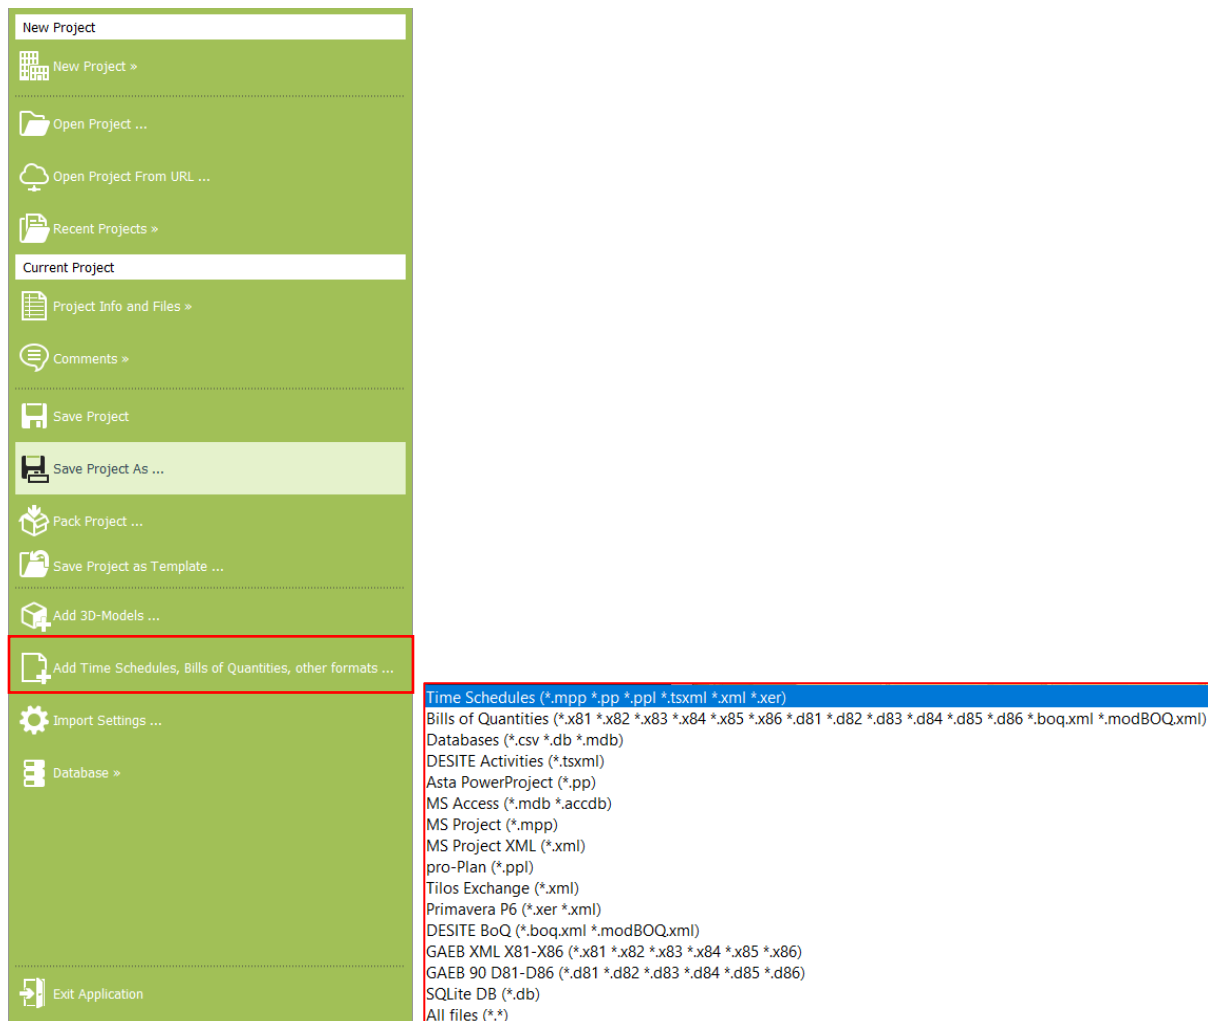 New Project
New Project »
Open Project ...
Open Project From URL ...
Recent Projects »
Current Project
Project Info and Files »
Comments »
Save Project
Save Project As ...
Pack Project ...
Save Project as Template ...
Add 3D-Models ...
Add Time Schedules, Bills of Quantities, other formats ...
Import Settings ...
Database »
Exit Application
Time Schedules (*.mpp *.pp *.ppl *.tsxml *.xml *.xer)
Bills of Quantities (*.x81 *.x82 *.x83 *.x84 *.x85 *.x86 *.d81 *.d82 *.d83 *.d84 *.d85 *.d86 *.boq.xml *.modBOQ.xml)
Databases (*.csv *.db *.mdb)
DESITE Activities (*.tsxml)
Asta PowerProject (*.pp)
MS Access (*.mdb *.accdb)
MS Project (*.mpp)
MS Project XML (*.xml)
pro-Plan (*.ppl)
Tilos Exchange (*.xml)
Primavera P6 (*.xer *.xml)
DESITE BoQ (*.boq.xml *.modBOQ.xml)
GAEB XML X81-X86 (*.x81 *.x82 *.x83 *.x84 *.x85 *.x86)
GAEB 90 D81-D86 (*.d81 *.d82 *.d83 *.d84 *.d85 *.d86)
SQLite DB (*.db)
All files (*.*)